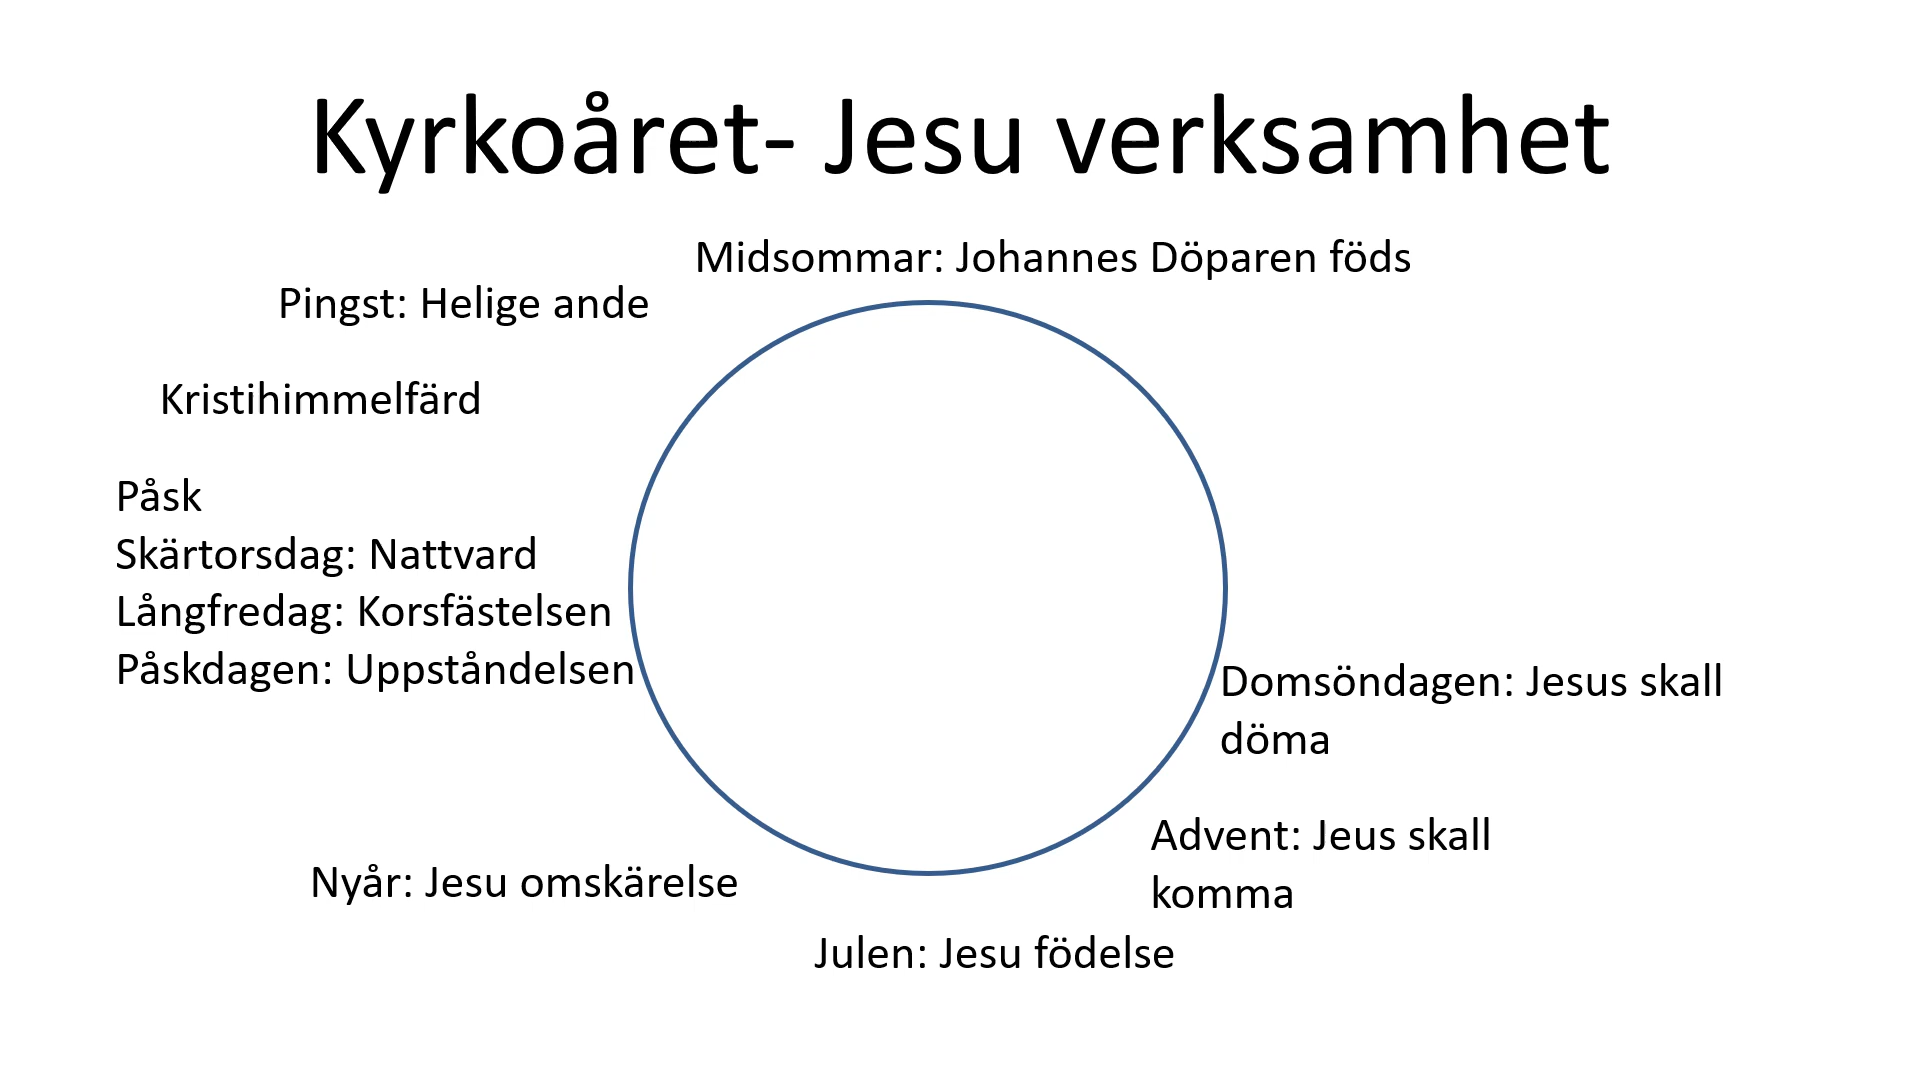 Kyrkoåret- Jesu verksamhet
Midsommar: Johannes Döparen föds
Pingst: Helige ande
Kristihimmelfärd
Påsk
Skärtorsdag: Nattvard
Långfredag: Korsfästelsen
Påskdagen: Uppståndelsen
Domsöndagen: Jesus skall
döma
Advent: Jeus skall
komma
Nyår: Jesu omskärelse
Julen: Jesu födelse